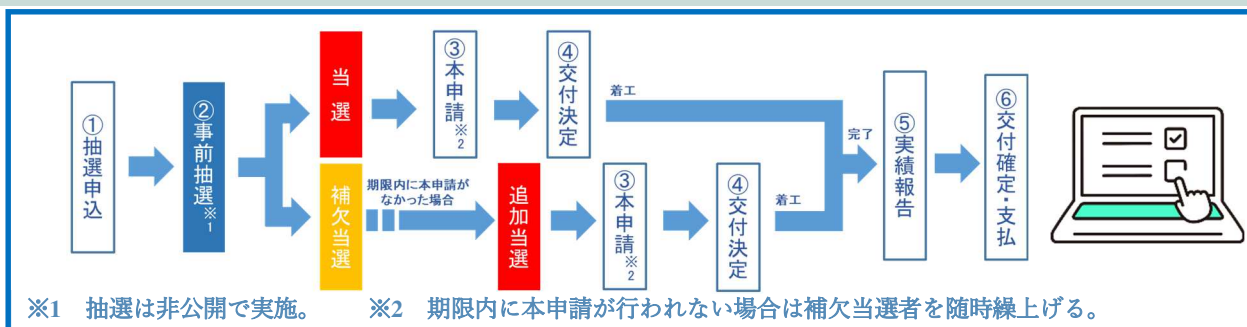 ①抽選申込
②事前抽選※1
当選
③本申請※2
④交付決定
着工
補欠当選
期限内に本申請が
なかった場合
追加当選
③本申請※2
④交付決定
着工
完了
⑤実績報告
⑥交付確定・支払
※1 抽選は非公開で実施。 ※2 期限内に本申請が行われない場合は補欠当選者を随時繰上げる。